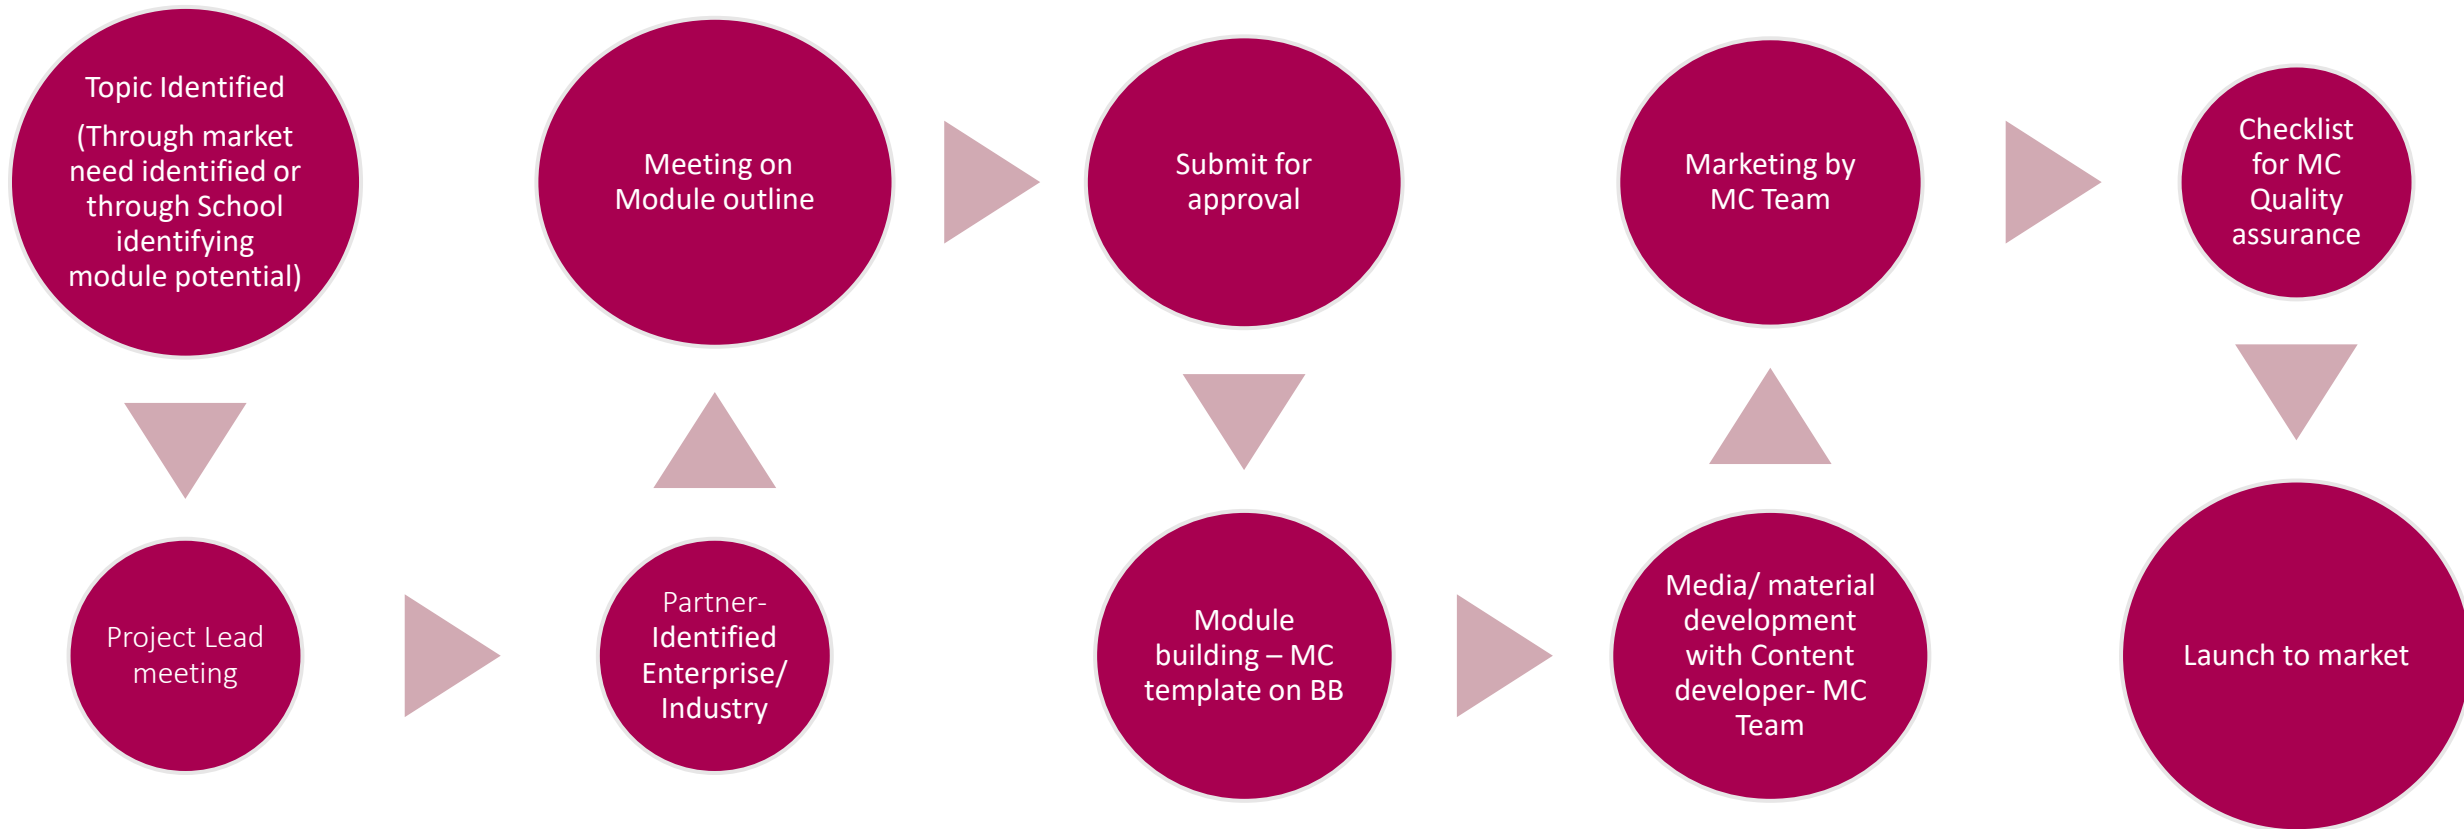 Topic Identified
(Through market
need identified or
through School
identifying
module potential)
Project Lead
meeting
Partner-
Identified
Enterprise/
Industry
Meeting on
Module outline
Submit for
approval
Module
building – MC
template on BB
Media/ material
development
with Content
developer- MC
Team
Marketing by
MC Team
Checklist
for MC
Quality
assurance
Launch to market